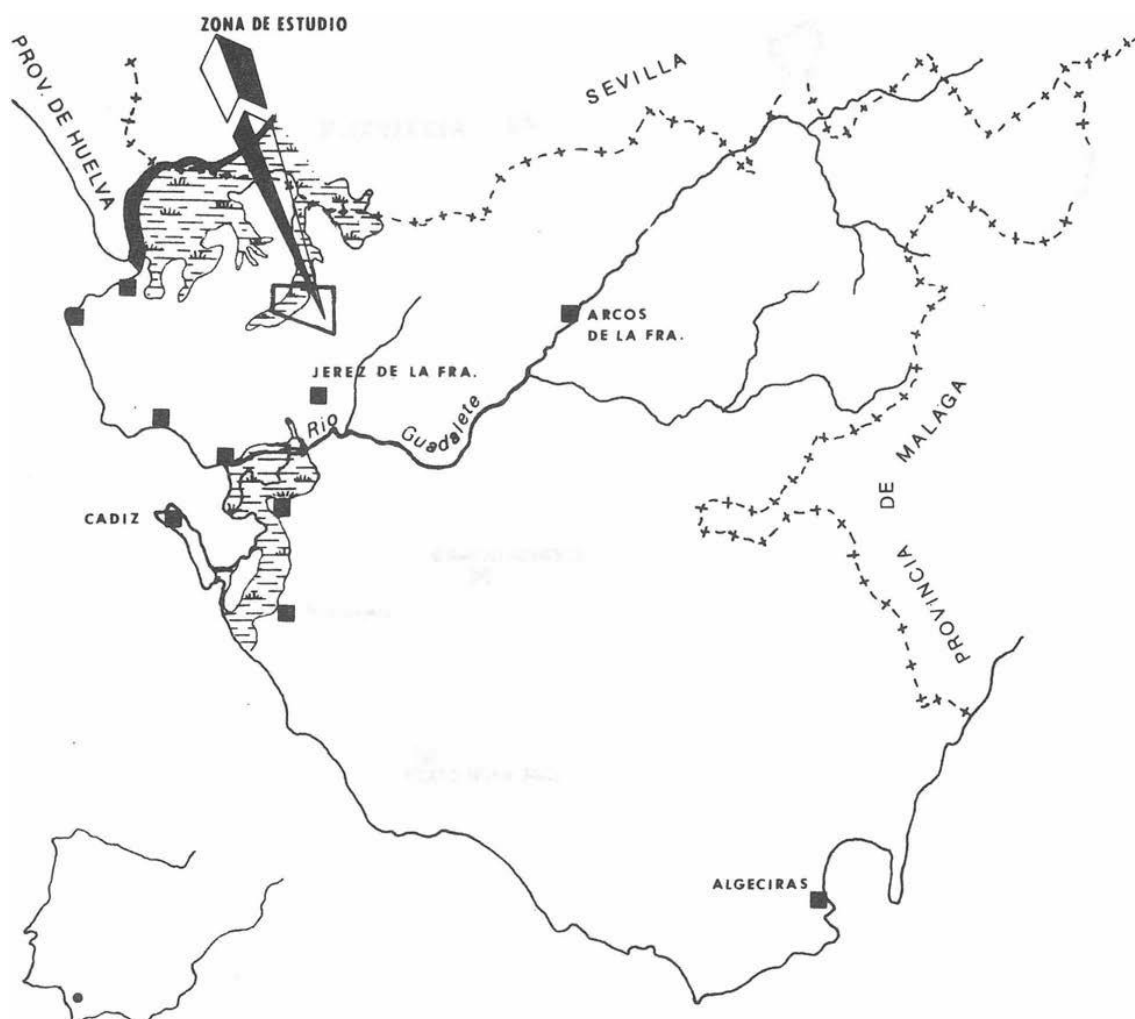 ZONA DE ESTUDIO
PROV. DE HUELVA
SEVILLA
ARCOS
DE LA FRA.
JEREZ DE LA FRA.
Rio Guadalete
CADIZ
PROVINCIA DE MALAGA
ALGECIRAS